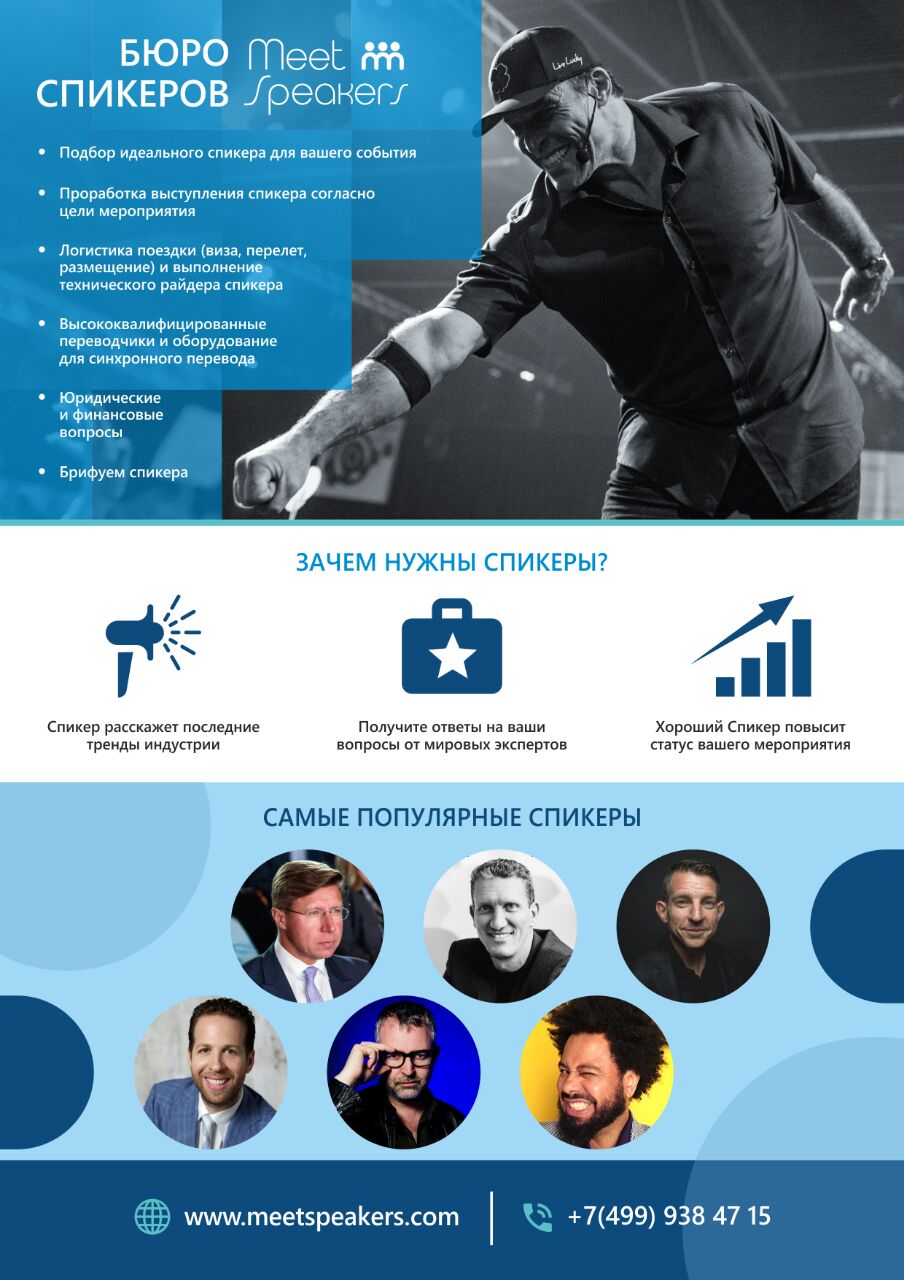 БЮРО
СПИКЕРОВ
Meet
Speakers
Live Lucky
• Подбор идеального спикера для вашего события
• Проработка выступления спикера согласно
цели мероприятия
• Логистика поездки (виза, перелет,
размещение) и выполнение
технического райдера спикера
• Высококвалифицированные
переводчики и оборудование
для синхронного перевода
• Юридические
и финансовые
вопросы
• Брифуем спикера
ЗАЧЕМ НУЖНЫ СПИКЕРЫ?
Спикер расскажет последние
тренды индустрии
Получите ответы на ваши
вопросы от мировых экспертов
Хороший Спикер повысит
статус вашего мероприятия
САМЫЕ ПОПУЛЯРНЫЕ СПИКЕРЫ
www.meetspeakers.com
+7(499) 938 47 15